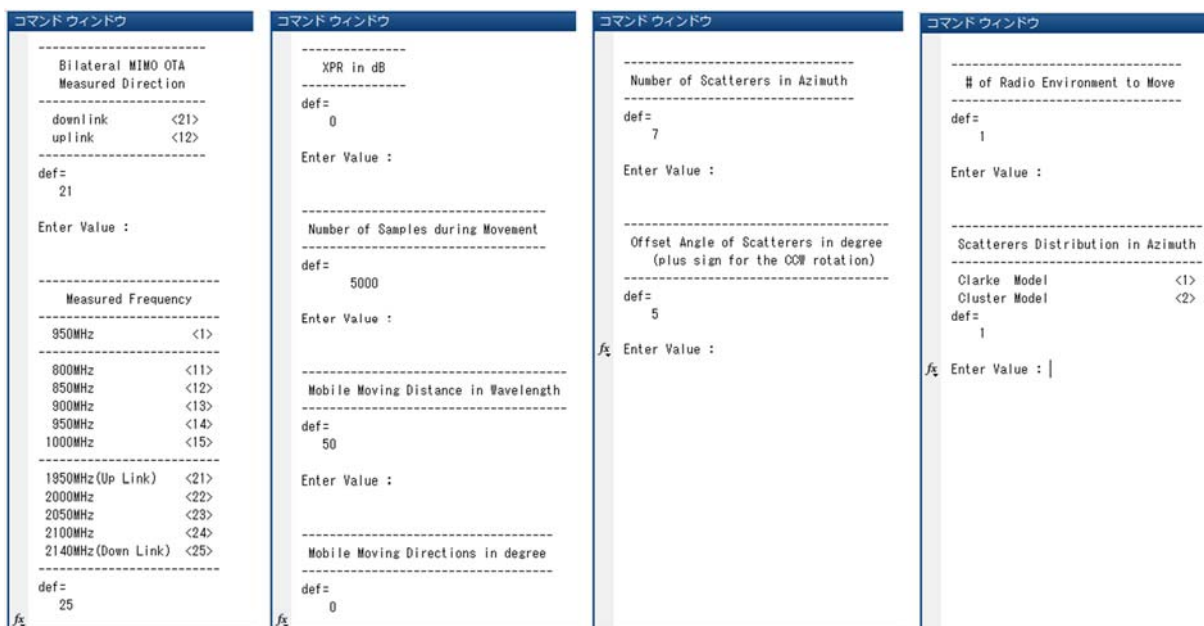 コマンド ウィンドウ
------------------------
Bilateral MIMO OTA
Measured Direction
------------------------
downlink <21>
uplink <12>
------------------------
def=
21
Enter Value :
--------------------------
Measured Frequency
--------------------------
950MHz <1>
--------------------------
800MHz <11>
850MHz <12>
900MHz <13>
950MHz <14>
1000MHz <15>
--------------------------
1950MHz(Up Link) <21>
2000MHz <22>
2050MHz <23>
2100MHz <24>
2140MHz(Down Link) <25>
--------------------------
def=
25
fx
コマンド ウィンドウ
---------------
XPR in dB
---------------
def=
0
Enter Value :
-----------------------------------
Number of Samples during Movement
-----------------------------------
def=
5000
Enter Value :
--------------------------------------
Mobile Moving Distance in Wavelength
--------------------------------------
def=
50
Enter Value :
------------------------------------
Mobile Moving Directions in degree
------------------------------------
def=
0
fx
コマンド ウィンドウ
---------------------------------
Number of Scatterers in Azimuth
---------------------------------
def=
7
Enter Value :
--------------------------------------
Offset Angle of Scatterers in degree
(plus sign for the CCW rotation)
--------------------------------------
def=
5
fx Enter Value :
コマンド ウィンドウ
---------------------------------
# of Radio Environment to Move
---------------------------------
def=
1
Enter Value :
------------------------------------
Scatterers Distribution in Azimuth
------------------------------------
Clarke Model <1>
Cluster Model <2>
def=
1
fx Enter Value :